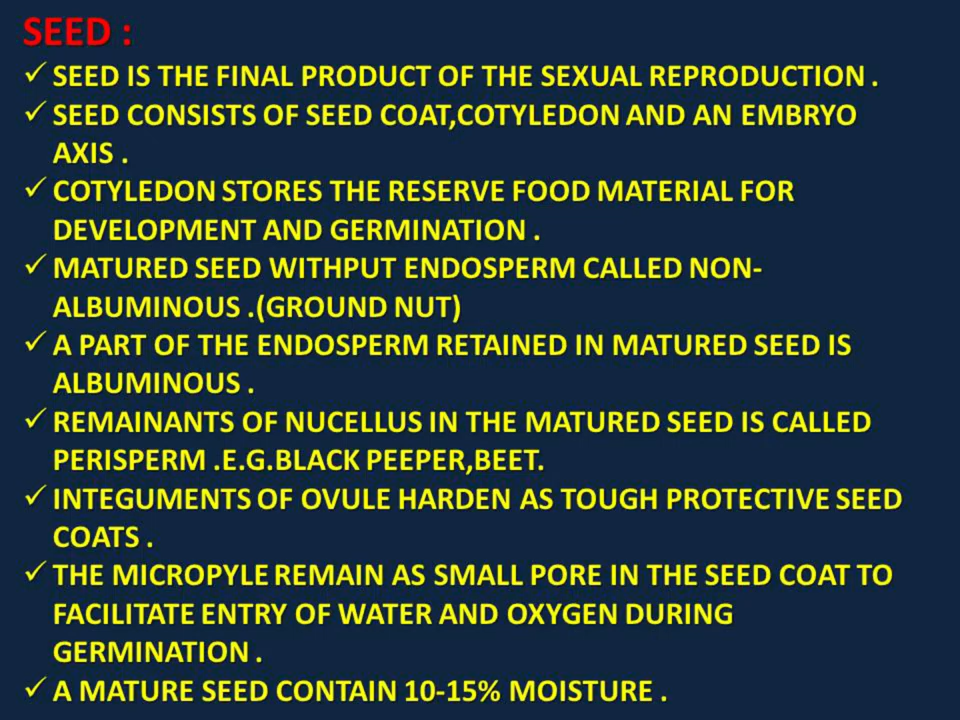 SEED :
✓ SEED IS THE FINAL PRODUCT OF THE SEXUAL REPRODUCTION .
✓ SEED CONSISTS OF SEED COAT,COTYLEDON AND AN EMBRYO
AXIS .
✓ COTYLEDON STORES THE RESERVE FOOD MATERIAL FOR
DEVELOPMENT AND GERMINATION .
✓ MATURED SEED WITHPUT ENDOSPERM CALLED NON-
ALBUMINOUS .(GROUND NUT)
✓ A PART OF THE ENDOSPERM RETAINED IN MATURED SEED IS
ALBUMINOUS .
✓ REMAINANTS OF NUCELLUS IN THE MATURED SEED IS CALLED
PERISPERM .E.G.BLACK PEEPER,BEET.
✓ INTEGUMENTS OF OVULE HARDEN AS TOUGH PROTECTIVE SEED
COATS .
✓ THE MICROPYLE REMAIN AS SMALL PORE IN THE SEED COAT TO
FACILITATE ENTRY OF WATER AND OXYGEN DURING
GERMINATION .
✓ A MATURE SEED CONTAIN 10-15% MOISTURE .